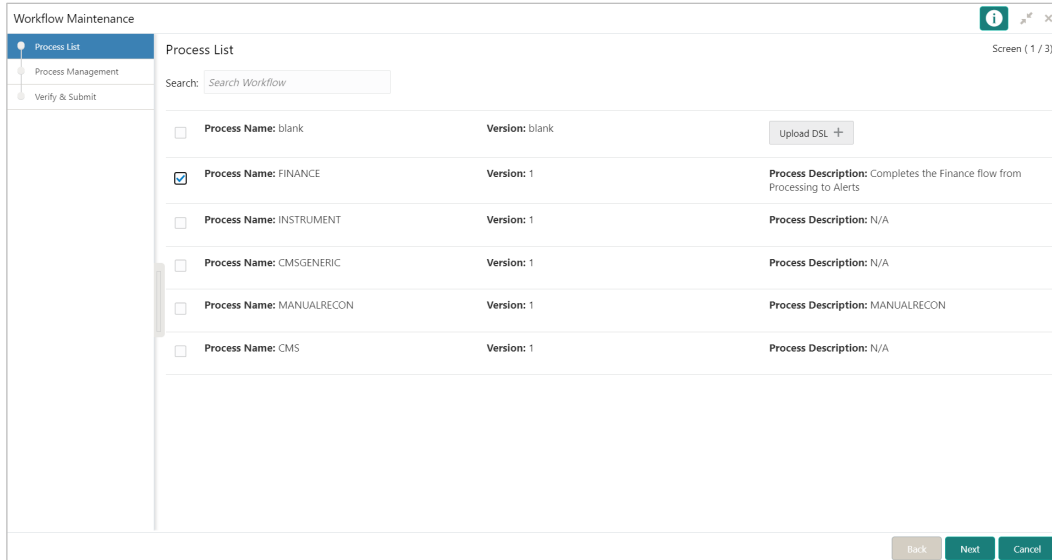 Workflow Maintenance
Process List
Process Management
Verify & Submit
Process List
Screen ( 1 / 3)
Search: Search Workflow
Process Name: blank Version: blank Upload DSL +
Process Name: FINANCE Version: 1 Process Description: Completes the Finance flow from
Processing to Alerts
Process Name: INSTRUMENT Version: 1 Process Description: N/A
Process Name: CMSGENERIC Version: 1 Process Description: N/A
Process Name: MANUALRECON Version: 1 Process Description: MANUALRECON
Process Name: CMS Version: 1 Process Description: N/A
Back Next Cancel